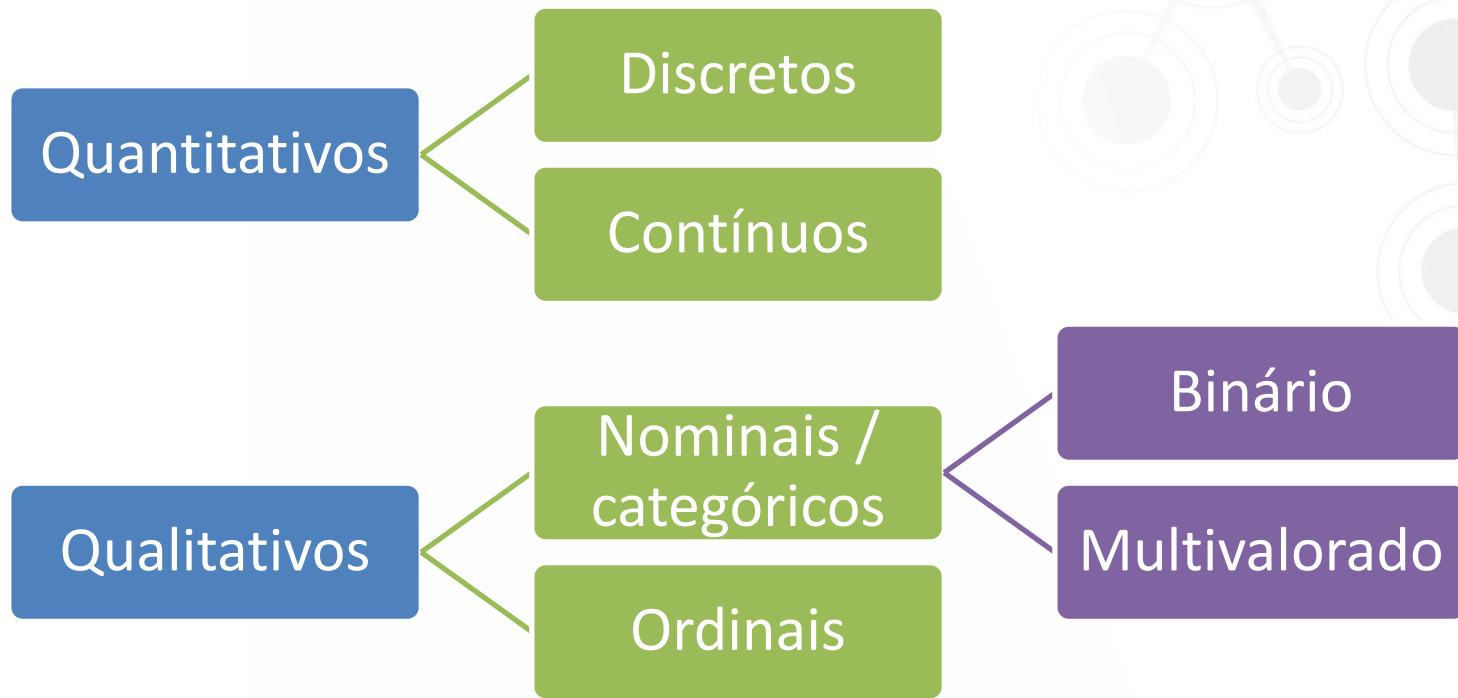 Quantitativos
Discretos
Contínuos
Qualitativos
Nominais /
categóricos
Ordinais
Binário
Multivalorado